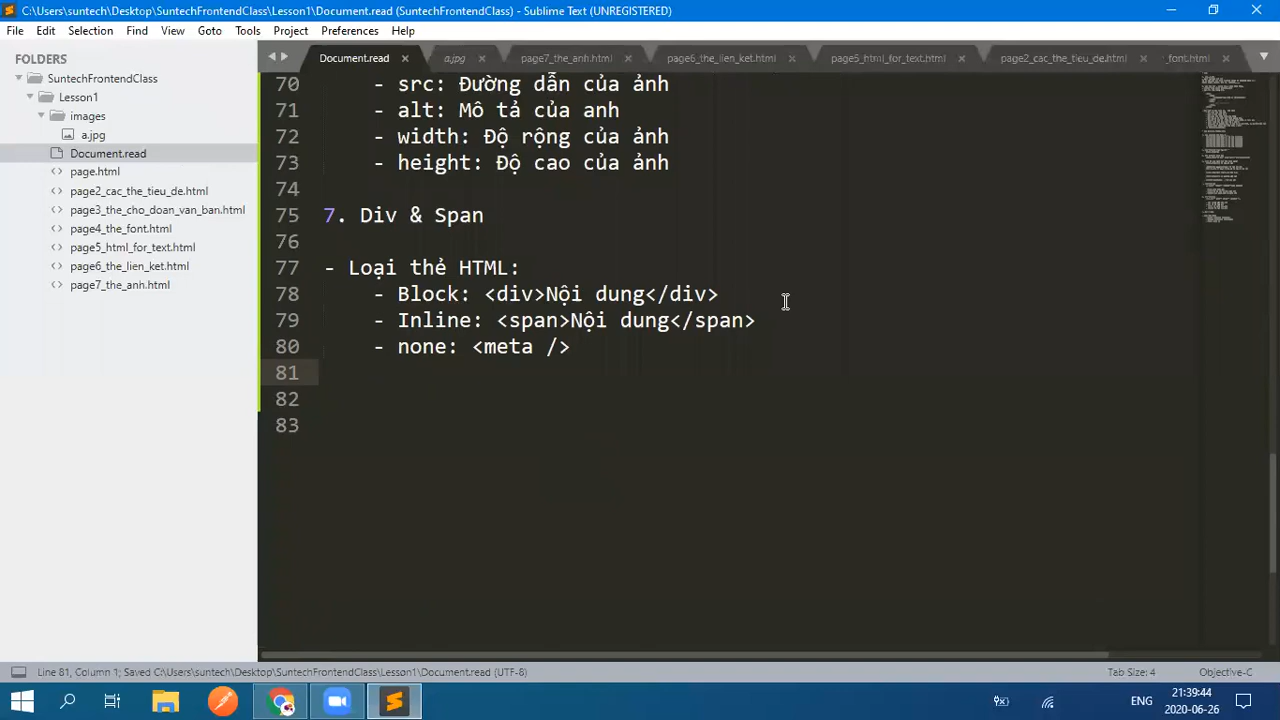 C:\Users\suntech\Desktop\SuntechFrontendClass\Lesson1\Document.read (SuntechFrontendClass) - Sublime Text (UNREGISTERED)
File Edit Selection Find View Goto Tools Project Preferences Help
FOLDERS
SuntechFrontendClass
Lesson1
images
a.jpg
Document.read
page.html
page2_cac_the_tieu_de.html
page3_the_cho_doan_van_ban.html
page4_the_font.html
page5_html_for_text.html
page6_the_lien_ket.html
page7_the_anh.html
Document.read a.jpg page7_the_anh.html page6_the_lien_ket.html page5_html_for_text.html page2_cac_the_tieu_de.html _font.html
70 - src: Đường dẫn của ảnh
71 - alt: Mô tả của anh
72 - width: Độ rộng của ảnh
73 - height: Độ cao của ảnh
74
75 7. Div & Span
76
77 - Loại thẻ HTML:
78 - Block: <div>Nội dung</div>
79 - Inline: <span>Nội dung</span>
80 - none: <meta />
81
82
83
Line 81, Column 1; Saved C:\Users\suntech\Desktop\SuntechFrontendClass\Lesson1\Document.read (UTF-8) Tab Size: 4 Objective-C
ENG
21:39:44
2020-06-26